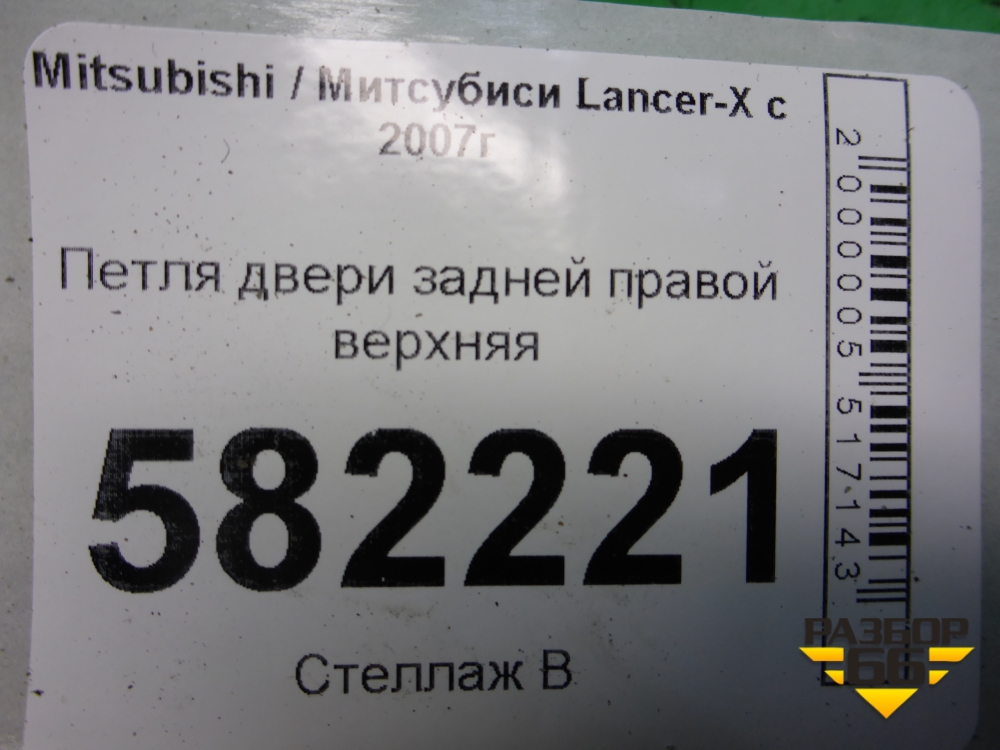 Mitsubishi / Митсубиси Lancer-X с
2007г
Петля двери задней правой
верхняя
582221
Стеллаж В
2000005517143
РАЗБОР
66